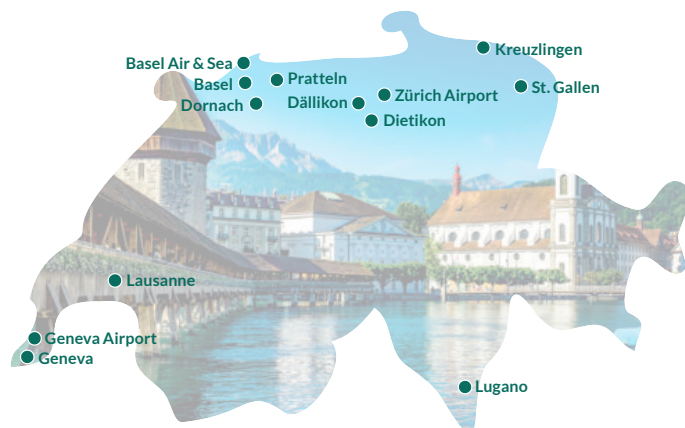 Kreuzlingen
Basel Air & Sea
Pratteln
Basel
St. Gallen
Zürich Airport
Dällikon
Dornach
Dietikon
Lausanne
Geneva Airport
Geneva
Lugano